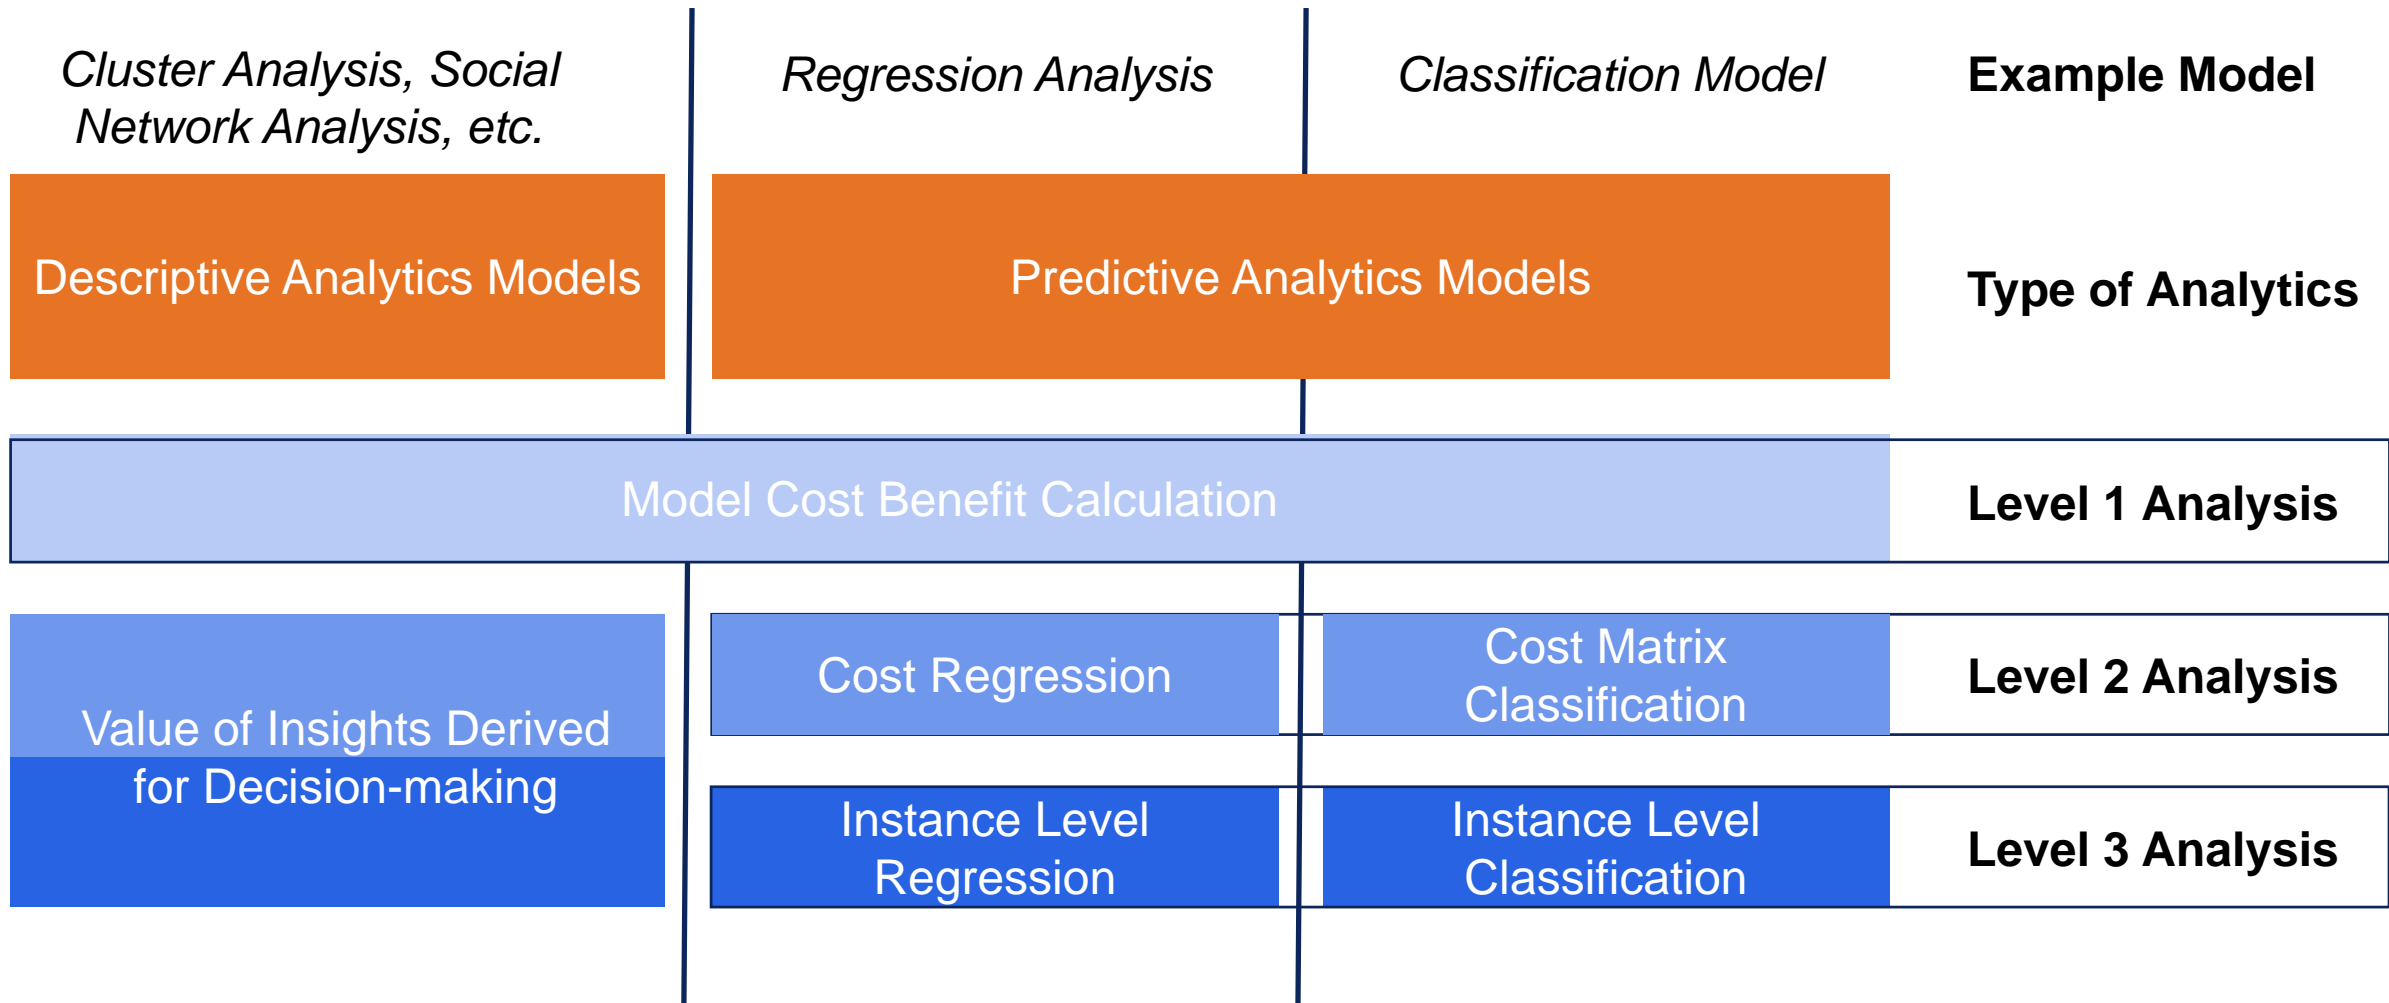 Cluster Analysis, Social
Network Analysis, etc.
Regression Analysis
Classification Model
Example Model
Descriptive Analytics Models
Predictive Analytics Models
Type of Analytics
Model Cost Benefit Calculation
Level 1 Analysis
Value of Insights Derived
for Decision-making
Cost Regression
Cost Matrix
Classification
Level 2 Analysis
Instance Level
Regression
Instance Level
Classification
Level 3 Analysis